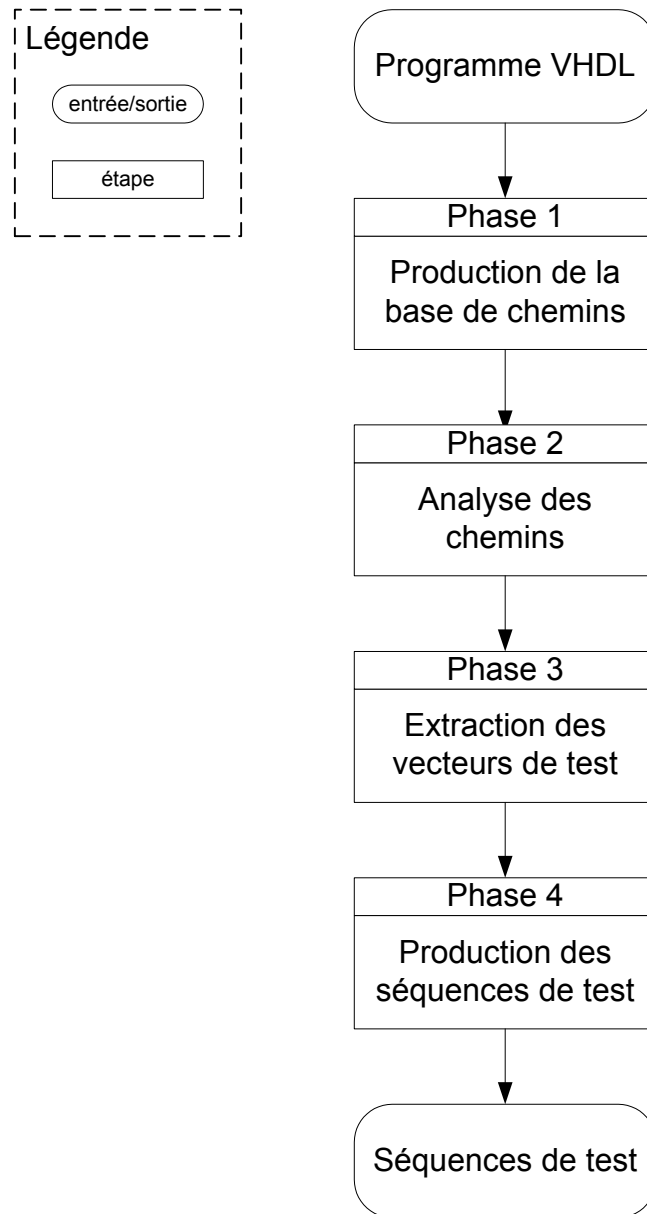 Légende
entrée/sortie
étape
Programme VHDL
Phase 1
Production de la
base de chemins
Phase 2
Analyse des
chemins
Phase 3
Extraction des
vecteurs de test
Phase 4
Production des
séquences de test
Séquences de test